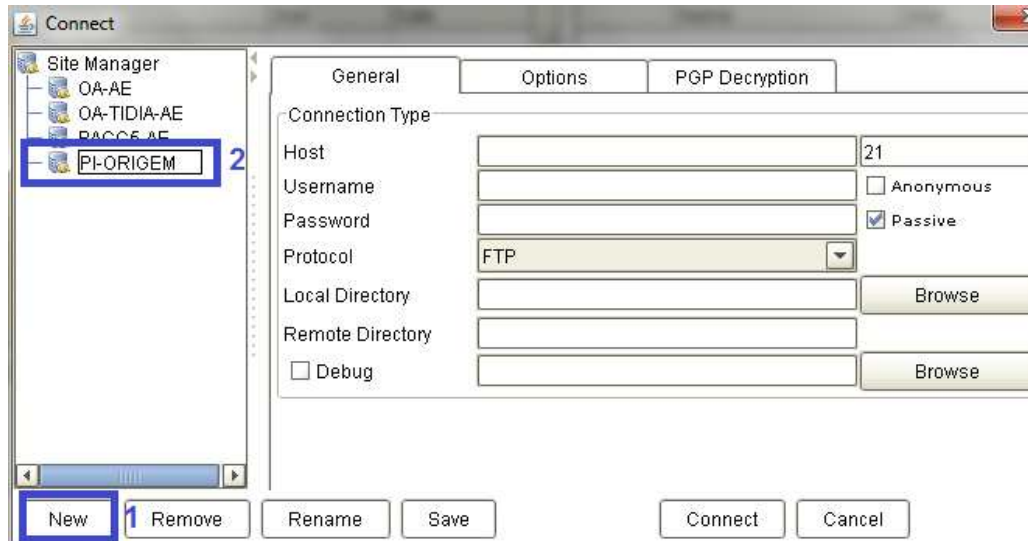 Connect
Site Manager
OA-AE
OA-TIDIA-AE
PI-ORIGEM 2
General Options PGP Decryption
Connection Type
Host 21
Username Anonymous
Password Passive
Protocol FTP
Local Directory Browse
Remote Directory
Debug Browse
New 1 Remove Rename Save Connect Cancel